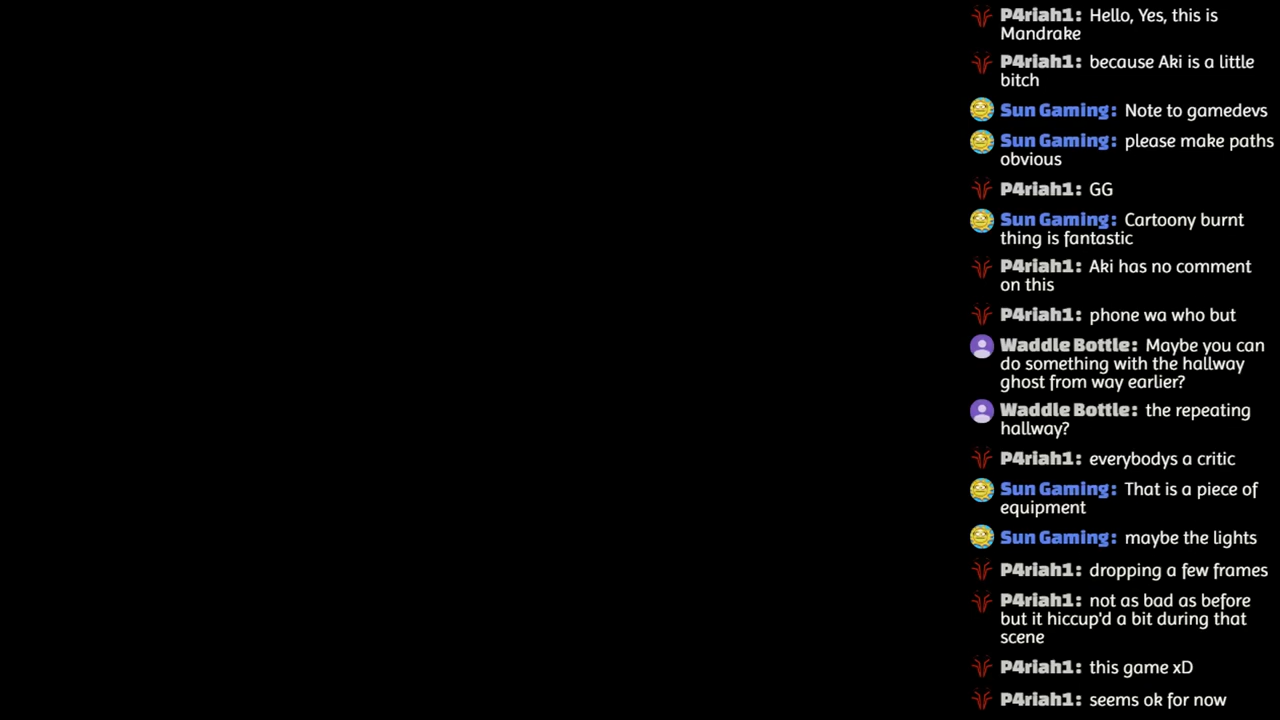 P4riah1: Hello, Yes, this is
Mandrake
P4riah1: because Aki is a little
bitch
Sun Gaming: Note to gamedevs
Sun Gaming: please make paths
obvious
P4riah1: GG
Sun Gaming: Cartoony burnt
thing is fantastic
P4riah1: Aki has no comment
on this
P4riah1: phone wa who but
Waddle Bottle: Maybe you can
do something with the hallway
ghost from way earlier?
Waddle Bottle: the repeating
hallway?
P4riah1: everybodys a critic
Sun Gaming: That is a piece of
equipment
Sun Gaming: maybe the lights
P4riah1: dropping a few frames
P4riah1: not as bad as before
but it hiccup'd a bit during that
scene
P4riah1: this game xD
P4riah1: seems ok for now